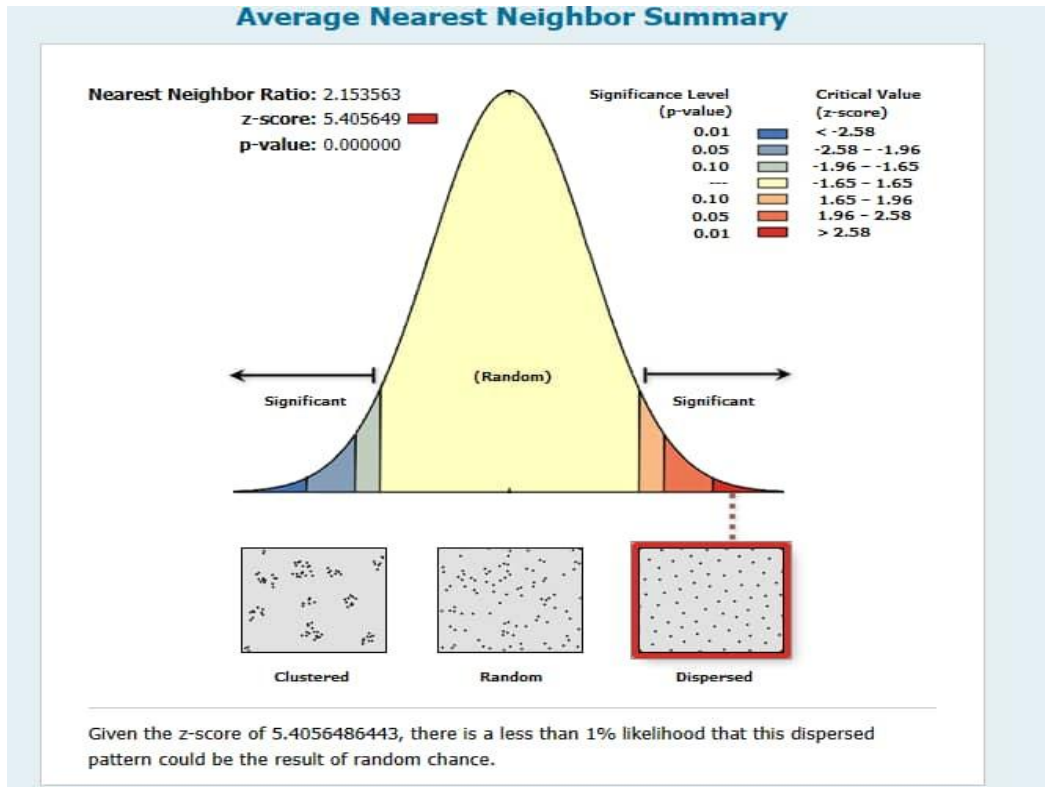 Average Nearest Neighbor Summary
Nearest Neighbor Ratio: 2.153563
z-score: 5.405649
p-value: 0.000000
Significance Level (p-value)
Critical Value (z-score)
0.01 < -2.58
0.05 -2.58 - -1.96
0.10 -1.96 - -1.65
--- -1.65 - 1.65
0.10 1.65 - 1.96
0.05 1.96 - 2.58
0.01 > 2.58
(Random)
Significant
Significant
Clustered
Random
Dispersed
Given the z-score of 5.4056486443, there is a less than 1% likelihood that this dispersed
pattern could be the result of random chance.